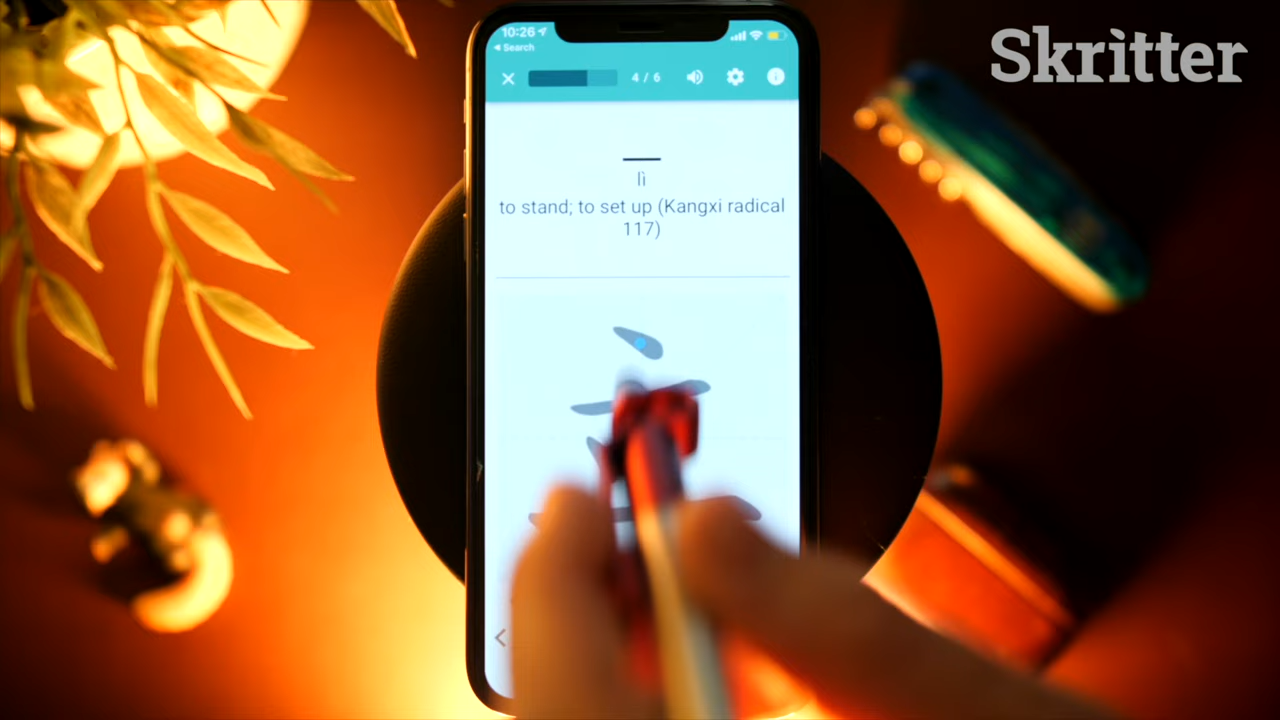 Skritter
10:26
Search
4 / 6
lì
to stand; to set up (Kangxi radical
117)